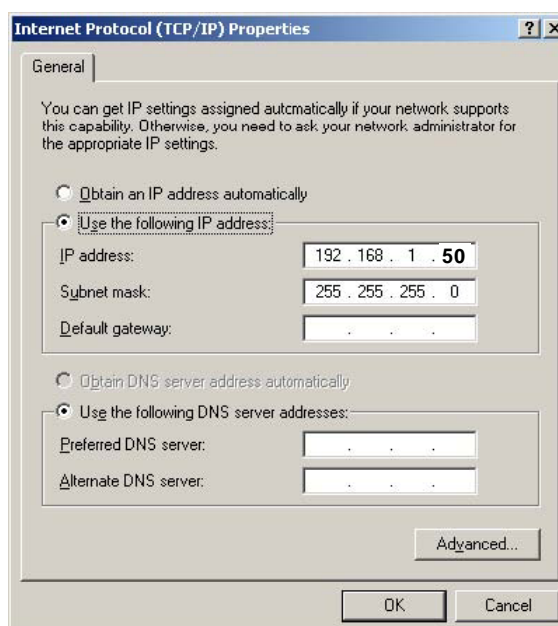 Internet Protocol (TCP/IP) Properties
General
You can get IP settings assigned automatically if your network supports
this capability. Otherwise, you need to ask your network administrator for
the appropriate IP settings.
Obtain an IP address automatically
Use the following IP address:
IP address: 192 . 168 . 1 . 50
Subnet mask: 255 . 255 . 255 . 0
Default gateway: . . .
Obtain DNS server address automatically
Use the following DNS server addresses:
Preferred DNS server: . . .
Alternate DNS server: . . .
Advanced...
OK Cancel